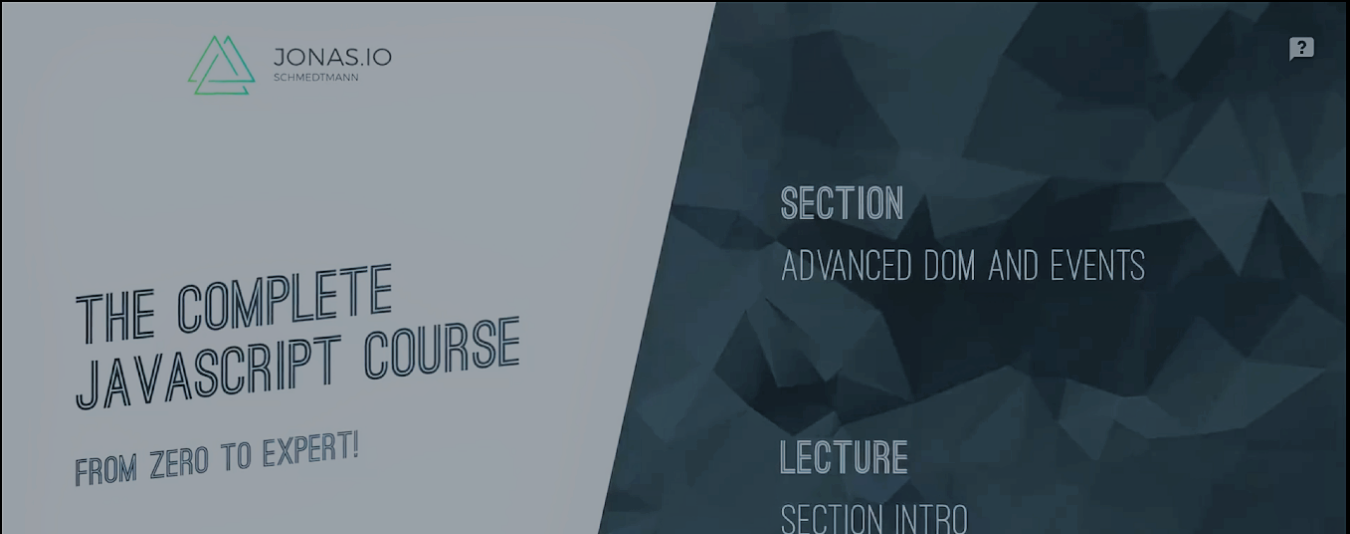 JONAS.IO
SCHMEDTMANN
THE COMPLETE
JAVASCRIPT COURSE
FROM ZERO TO EXPERT!
?
SECTION
ADVANCED DOM AND EVENTS
LECTURE
SECTION INTRO